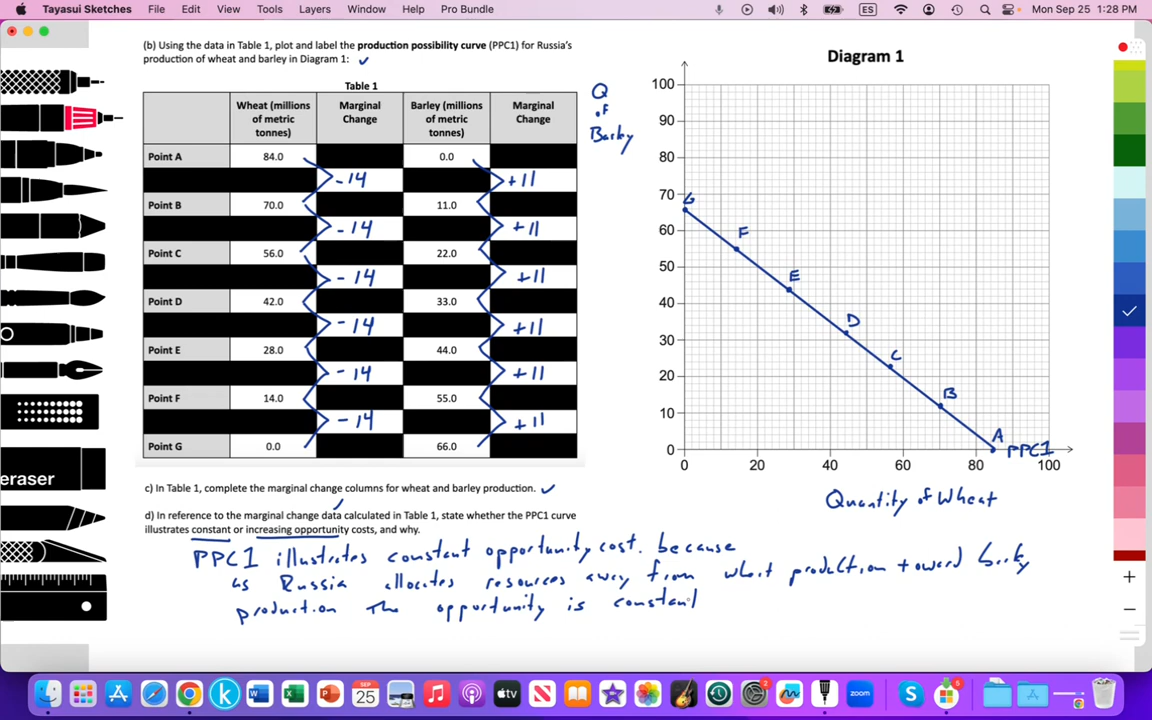 Tayasui Sketches File Edit View Tools Layers Window Help Pro Bundle ES Mon Sep 25 1:28 PM
(b) Using the data in Table 1, plot and label the production possibility curve (PPC1) for Russia's
production of wheat and barley in Diagram 1:
Table 1
Wheat (millions of metric tonnes) Marginal Change Barley (millions of metric tonnes) Marginal Change
Point A 84.0 0.0
-14 +11
Point B 70.0 11.0
-14 +11
Point C 56.0 22.0
-14 +11
Point D 42.0 33.0
-14 +11
Point E 28.0 44.0
-14 +11
Point F 14.0 55.0
-14 +11
Point G 0.0 66.0
c) In Table 1, complete the marginal change columns for wheat and barley production.
d) In reference to the marginal change data calculated in Table 1, state whether the PPC1 curve
illustrates constant or increasing opportunity costs, and why.
PPC1 illustrates constant opportunity cost. because
as Russia allocates resources away from wheat production toward barley
production the opportunity is constant
Diagram 1
Q
of
Barley
100
90
80
70
60
50
40
30
20
10
0
G
F
E
D
C
B
A
PPC1
0 20 40 60 80 100
Quantity of Wheat
eraser
SEP
25
2
tv
zoom
5